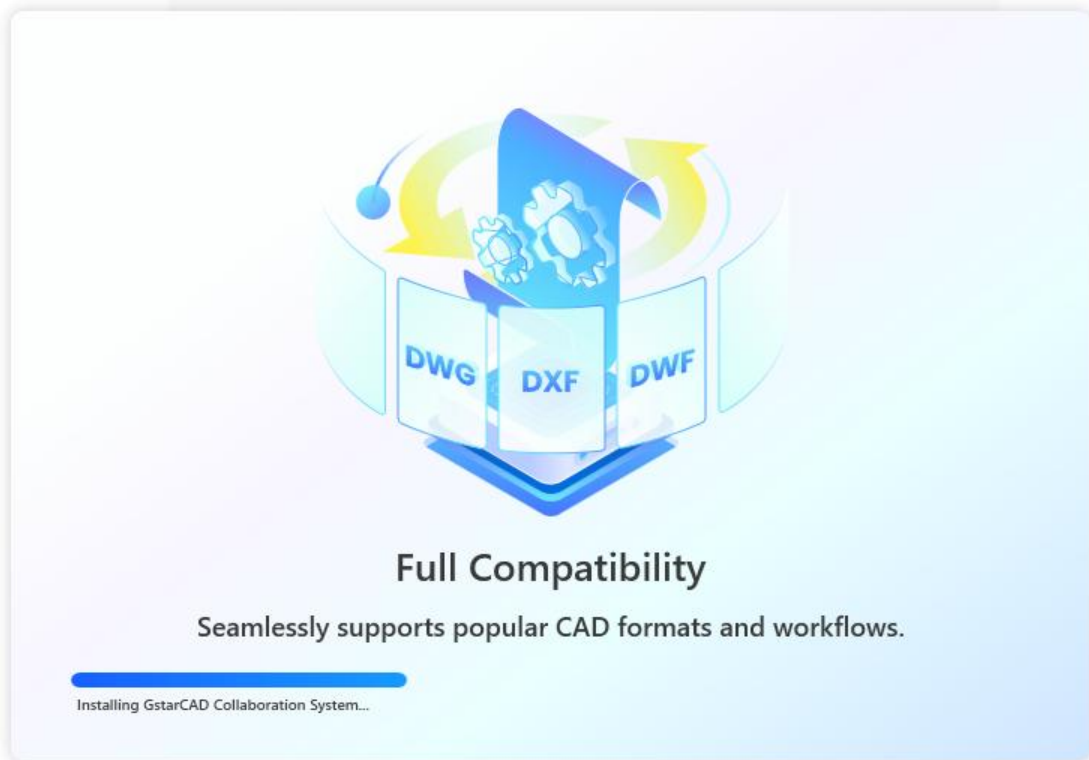 DWG
DXF
DWF
Full Compatibility
Seamlessly supports popular CAD formats and workflows.
Installing GstarCAD Collaboration System...